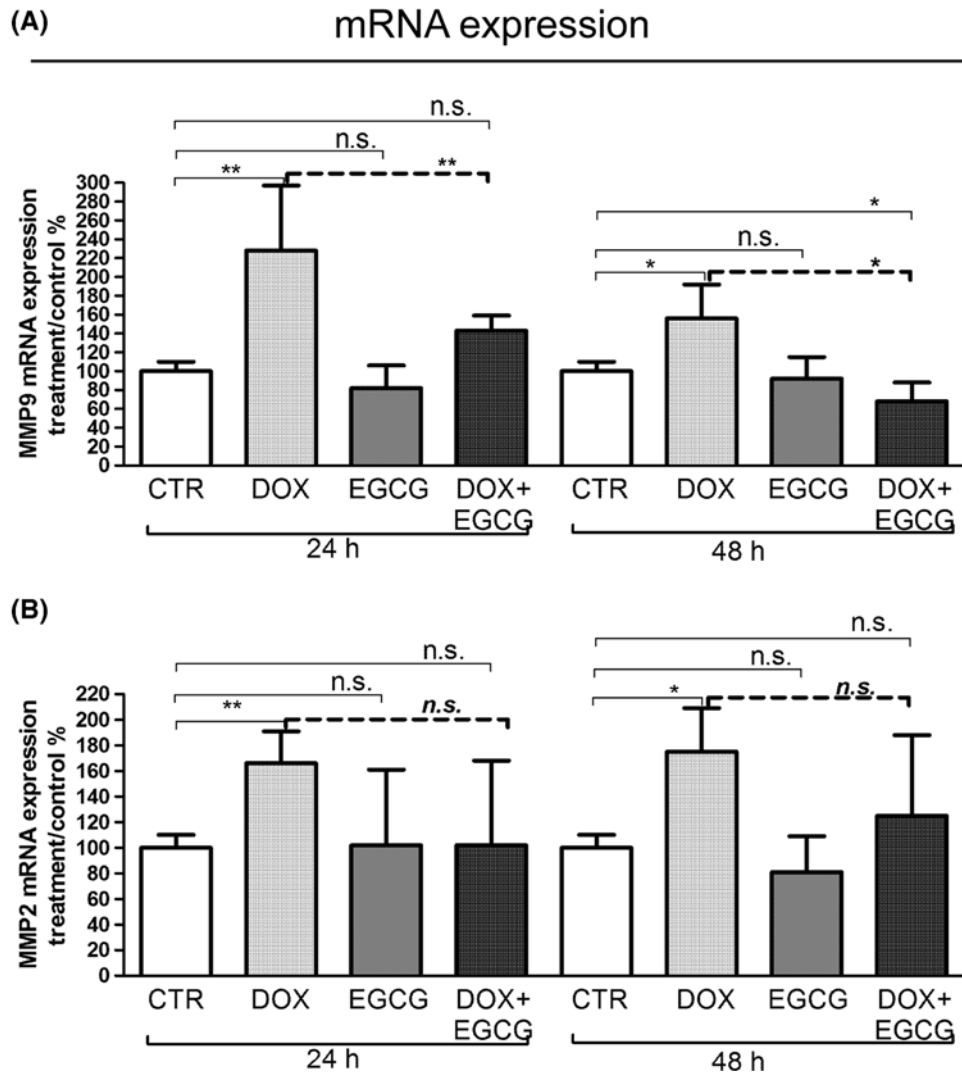 (A)
mRNA expression
n.s.
n.s.
** **
*
n.s.
* *
MMP9 mRNA expression
treatment/control %
300
280
260
240
220
200
180
160
140
120
100
80
60
40
20
0
CTR DOX EGCG DOX+
EGCG
CTR DOX EGCG DOX+
EGCG
24 h 48 h
(B)
n.s.
n.s.
** n.s.
n.s.
n.s.
* n.s.
MMP2 mRNA expression
treatment/control %
220
200
180
160
140
120
100
80
60
40
20
0
CTR DOX EGCG DOX+
EGCG
CTR DOX EGCG DOX+
EGCG
24 h 48 h